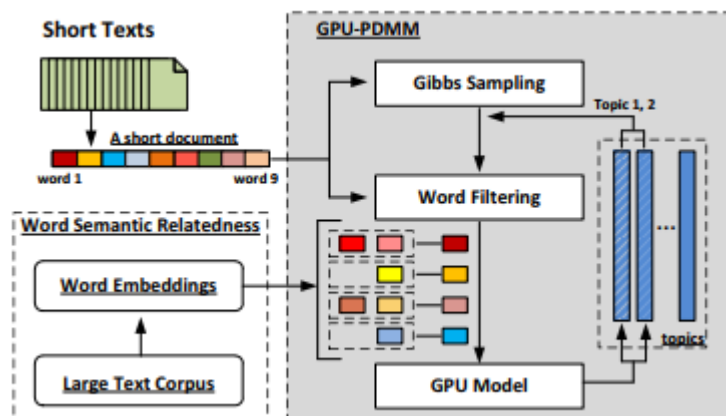 Short Texts
GPU-PDMM
Gibbs Sampling
Topic 1, 2
A short document
word 1
word 9
Word Filtering
Word Semantic Relatedness
Word Embeddings
...
topics
Large Text Corpus
GPU Model